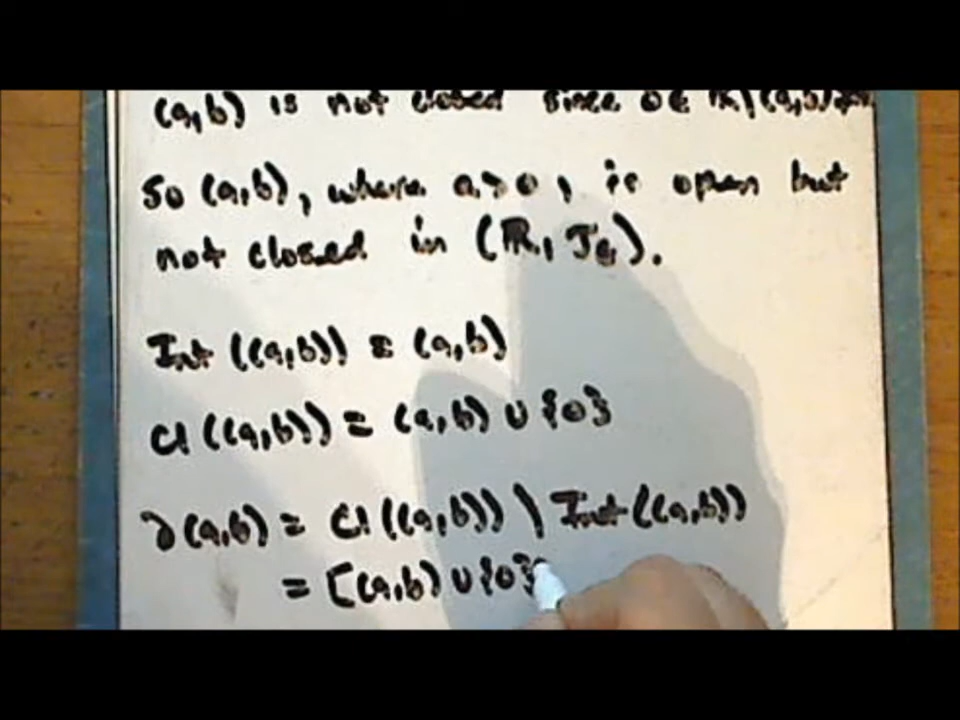 (a,b) is not closed since 0 ∈ ℝ\(a,b)
So (a,b), where a>0, is open but
not closed in (ℝ, T).
Int ((a,b)) = (a,b)
Cl ((a,b)) = (a,b) ∪ {0}
∂(a,b) = Cl ((a,b)) \ Int((a,b))
= [(a,b) ∪ {0}